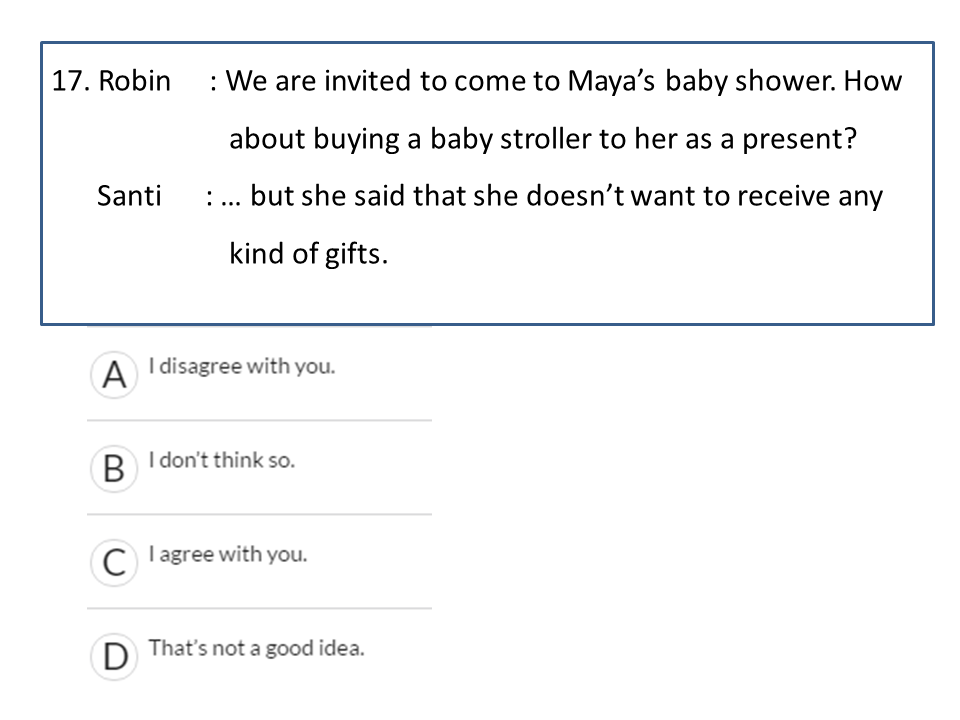 17. Robin : We are invited to come to Maya’s baby shower. How
about buying a baby stroller to her as a present?
Santi : … but she said that she doesn’t want to receive any
kind of gifts.
A I disagree with you.
B I don't think so.
C I agree with you.
D That's not a good idea.